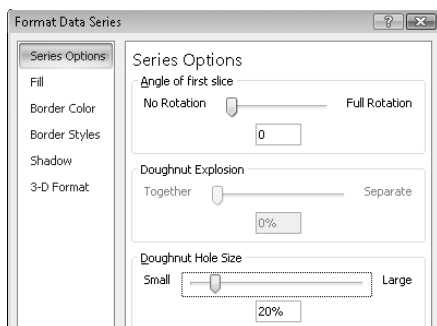 Format Data Series
Series Options
Fill
Border Color
Border Styles
Shadow
3-D Format
Series Options
Angle of first slice
No Rotation Full Rotation
0
Doughnut Explosion
Together Separate
0%
Doughnut Hole Size
Small Large
20%